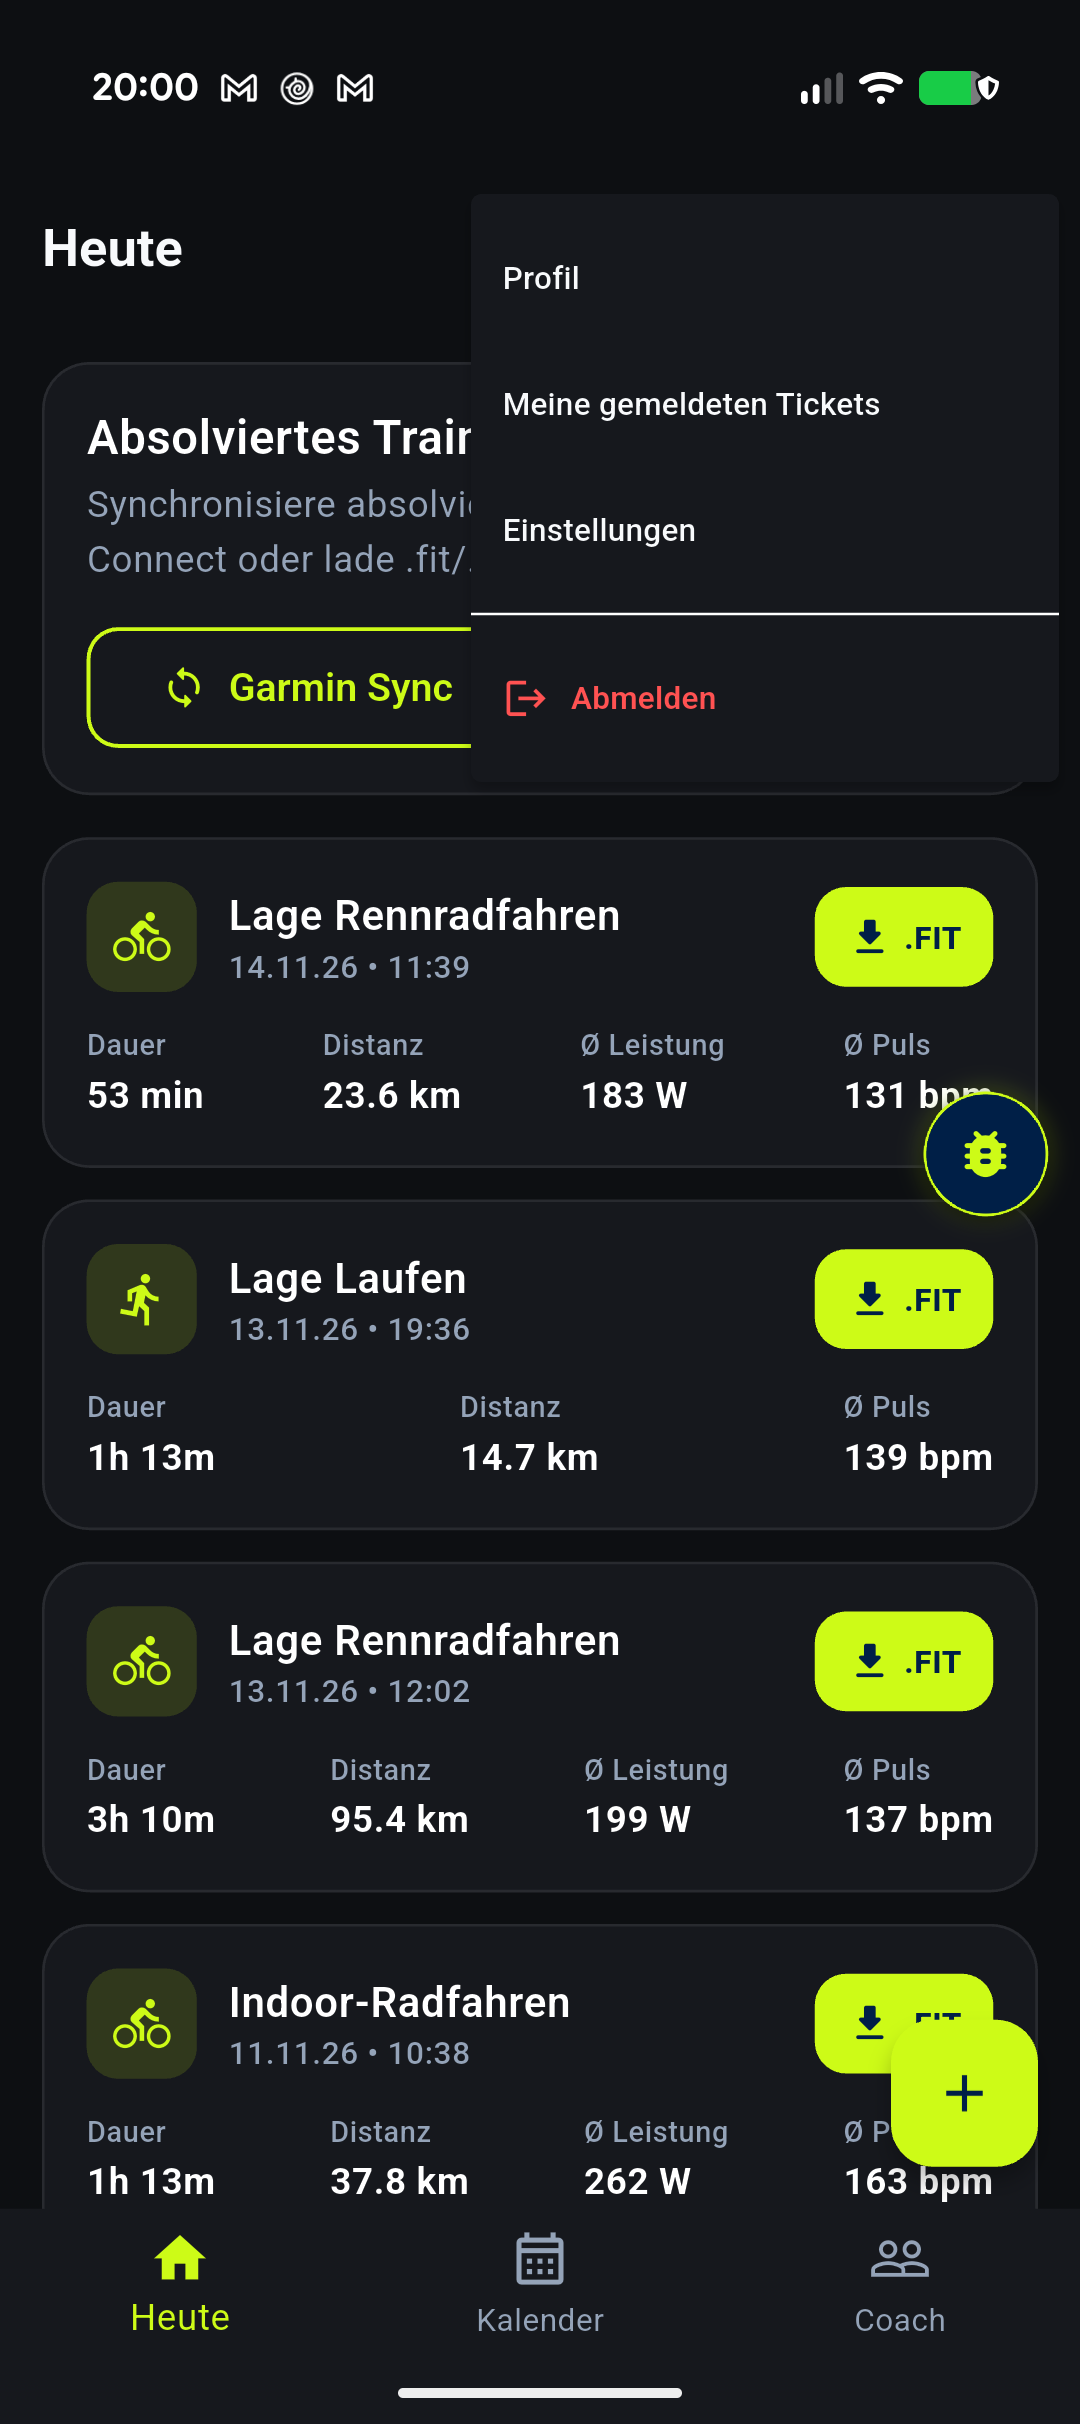 20:00
Heute
Profil
Meine gemeldeten Tickets
Einstellungen
Abmelden
Absolviertes
Synchronisiere
Connect oder lade .fit/
Garmin Sync
Lage Rennradfahren
14.11.26 • 11:39
.FIT
Dauer Distanz Ø Leistung Ø Puls
53 min 23.6 km 183 W 131 bpm
Lage Laufen
13.11.26 • 19:36
.FIT
Dauer Distanz Ø Puls
1h 13m 14.7 km 139 bpm
Lage Rennradfahren
13.11.26 • 12:02
.FIT
Dauer Distanz Ø Leistung Ø Puls
3h 10m 95.4 km 199 W 137 bpm
Indoor-Radfahren
11.11.26 • 10:38
Dauer Distanz Ø Leistung Ø
1h 13m 37.8 km 262 W 163 bpm
Heute Kalender Coach